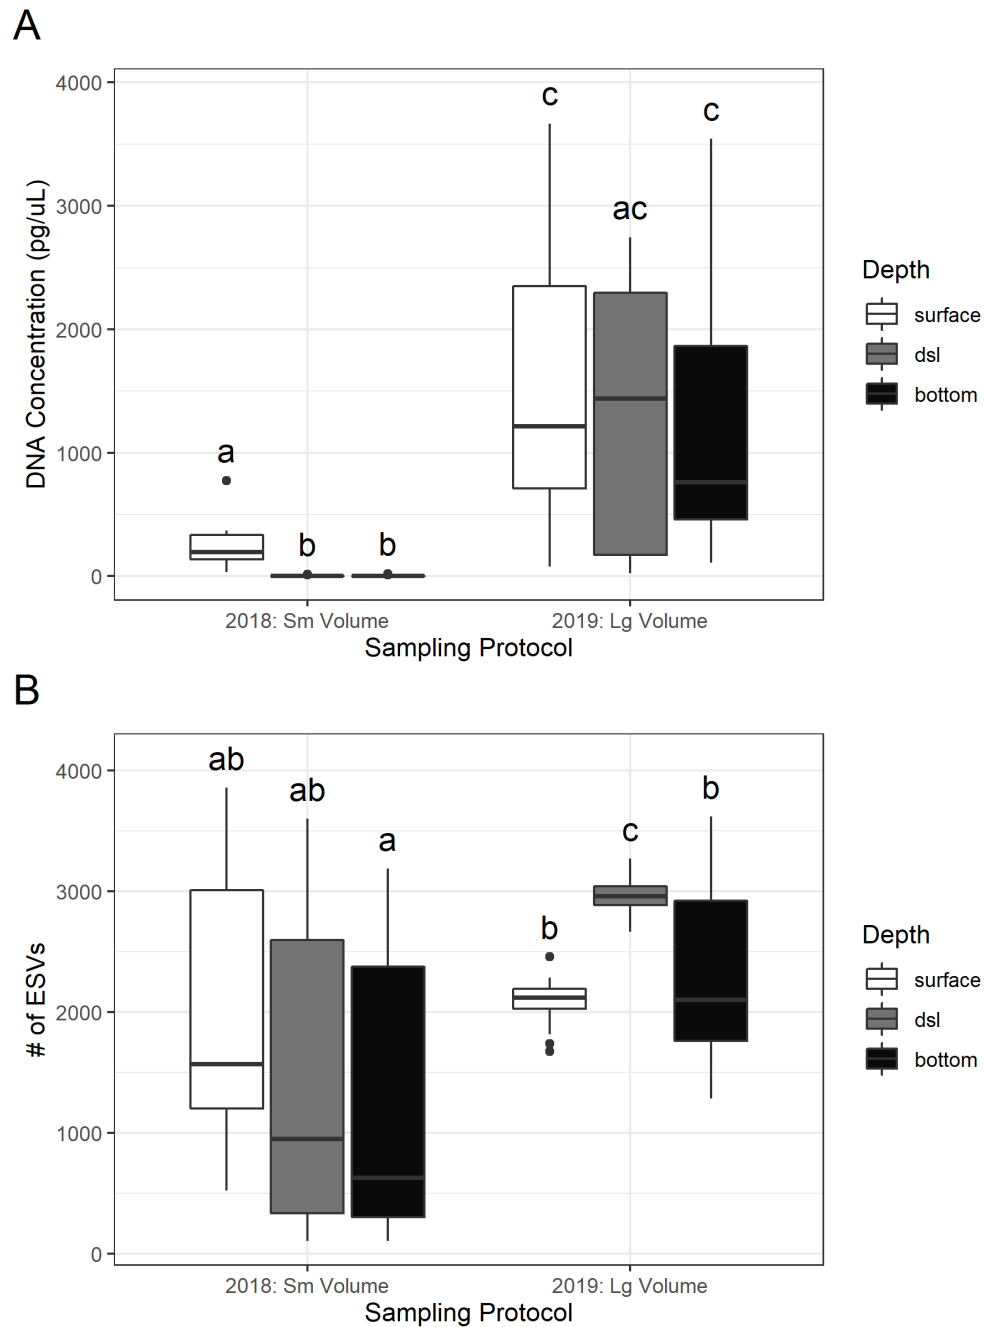 A
4000
3000
2000
1000
0
DNA Concentration (pg/uL)
a
b
b
c
ac
c
2018: Sm Volume
2019: Lg Volume
Sampling Protocol
Depth
surface
dsl
bottom
B
4000
3000
2000
1000
0
# of ESVs
ab
ab
a
b
c
b
2018: Sm Volume
2019: Lg Volume
Sampling Protocol
Depth
surface
dsl
bottom